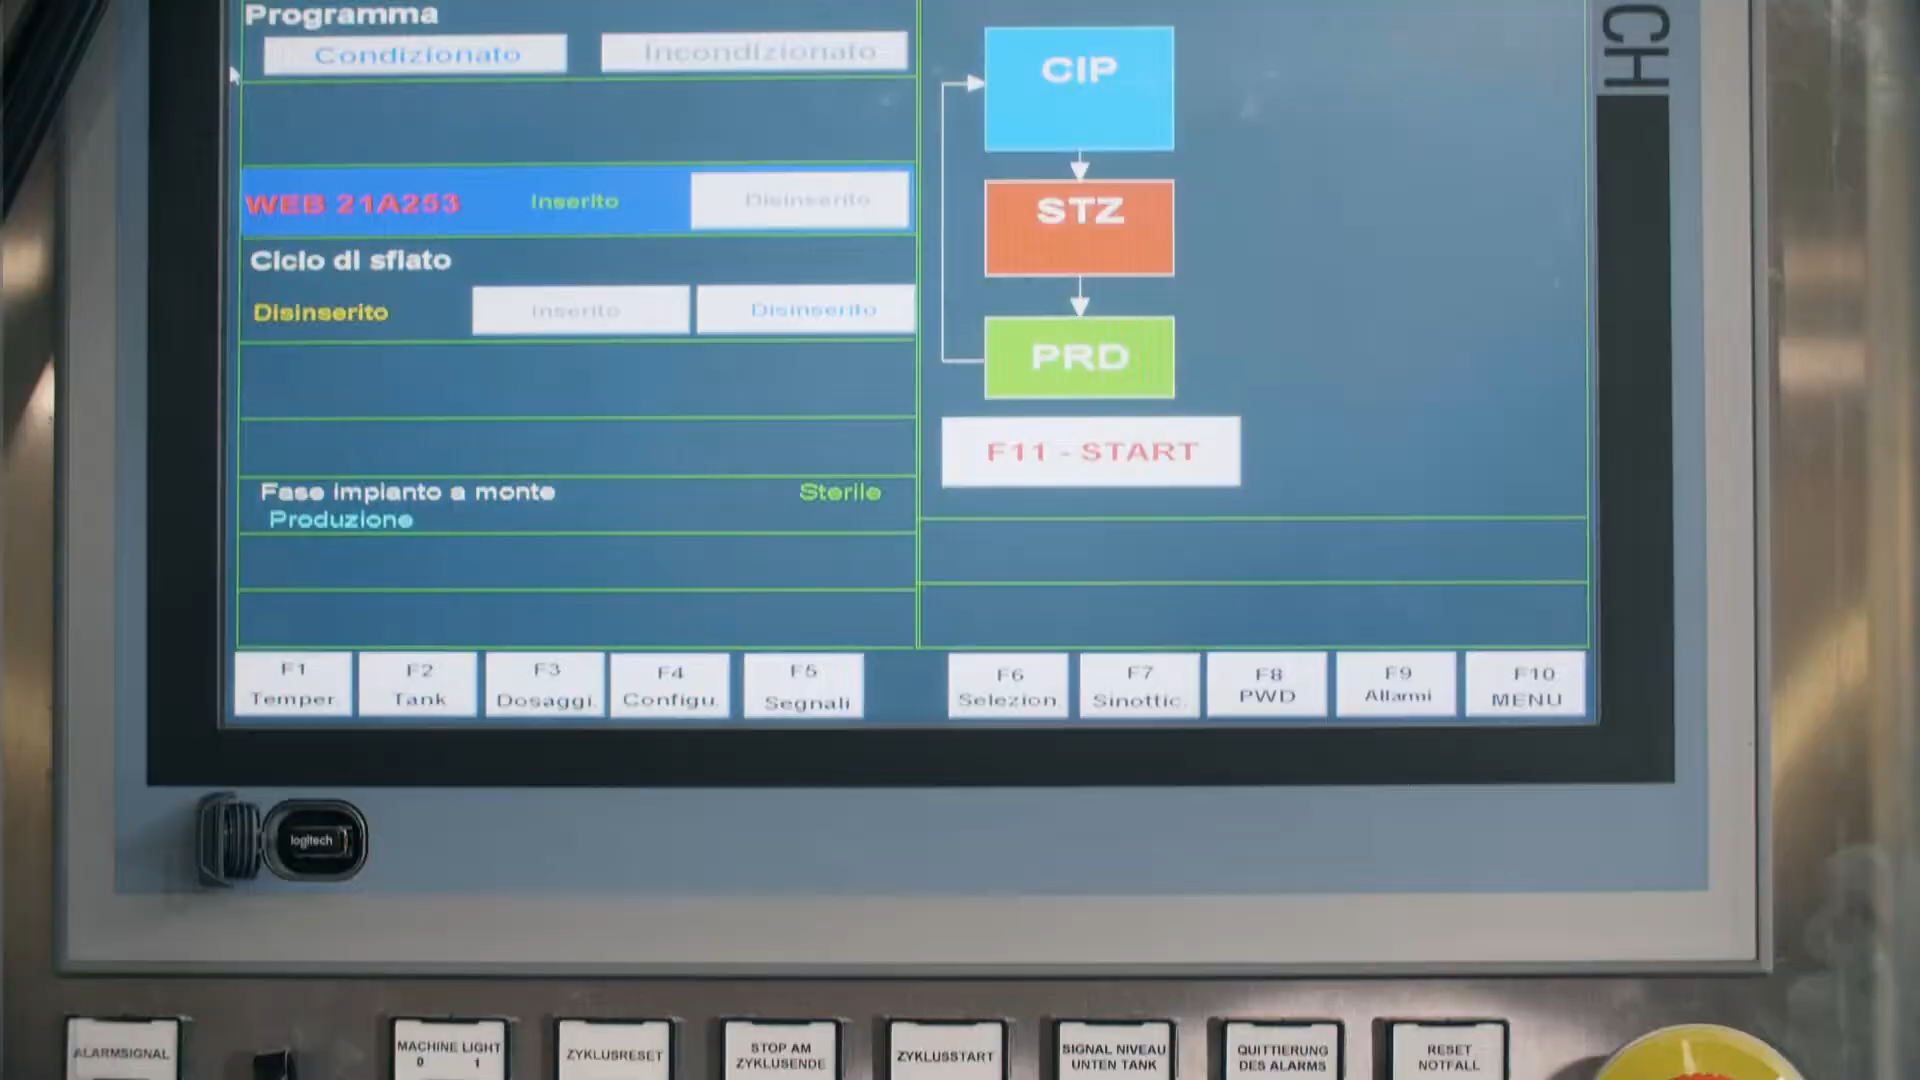 Programma
Condizionato
Incondizionato
WEB 21A253
Inserito
Disinserito
Ciclo di sfiato
Disinserito
Inserito
Disinserito
Fase impianto a monte
Sterile
Produzione
CIP
STZ
PRD
F11 - START
F1
Temper.
F2
Tank
F3
Dosaggi.
F4
Configu.
F5
Segnali
F6
Selezion.
F7
Sinottic.
F8
PWD
F9
Allarmi
F10
MENU
CH
logitech
ALARMSIGNAL
MACHINE LIGHT
0 1
ZYKLUSRESET
STOP AM
ZYKLUSENDE
ZYKLUSSTART
SIGNAL NIVEAU
UNTEN TANK
QUITTIERUNG
DES ALARMS
RESET
NOTFALL